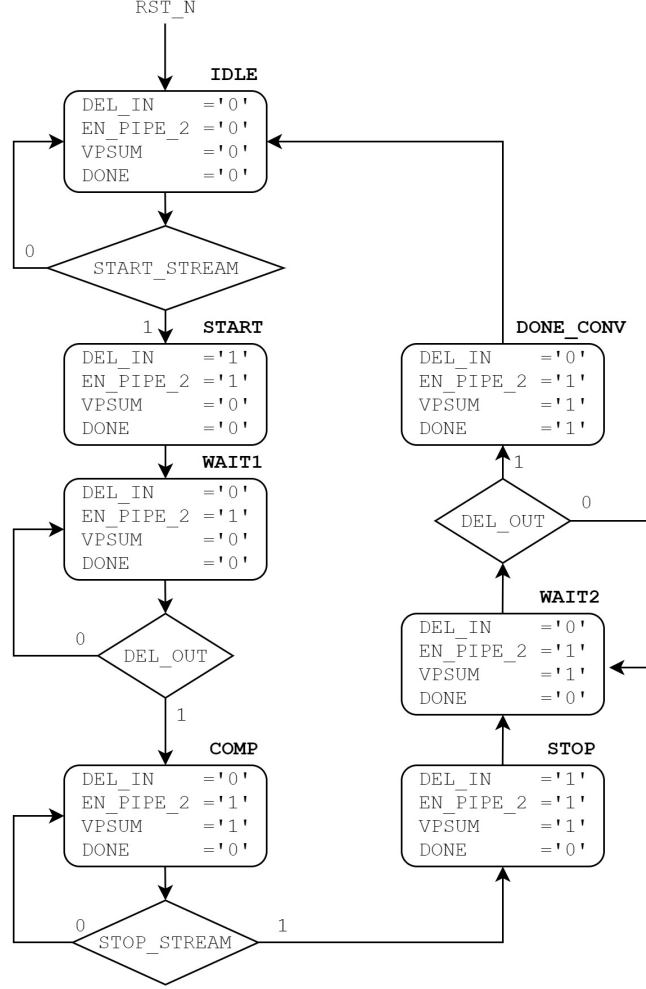 RST_N
IDLE
DEL_IN ='0'
EN_PIPE_2 ='0'
VPSUM ='0'
DONE ='0'
0
START_STREAM
1
START
DEL_IN ='1'
EN_PIPE_2 ='1'
VPSUM ='0'
DONE ='0'
WAIT1
DEL_IN ='0'
EN_PIPE_2 ='1'
VPSUM ='0'
DONE ='0'
0
DEL_OUT
1
COMP
DEL_IN ='0'
EN_PIPE_2 ='1'
VPSUM ='1'
DONE ='0'
0
STOP_STREAM
1
STOP
DEL_IN ='1'
EN_PIPE_2 ='1'
VPSUM ='1'
DONE ='0'
WAIT2
DEL_IN ='0'
EN_PIPE_2 ='1'
VPSUM ='1'
DONE ='0'
DEL_OUT
0
1
DONE_CONV
DEL_IN ='0'
EN_PIPE_2 ='1'
VPSUM ='1'
DONE ='1'